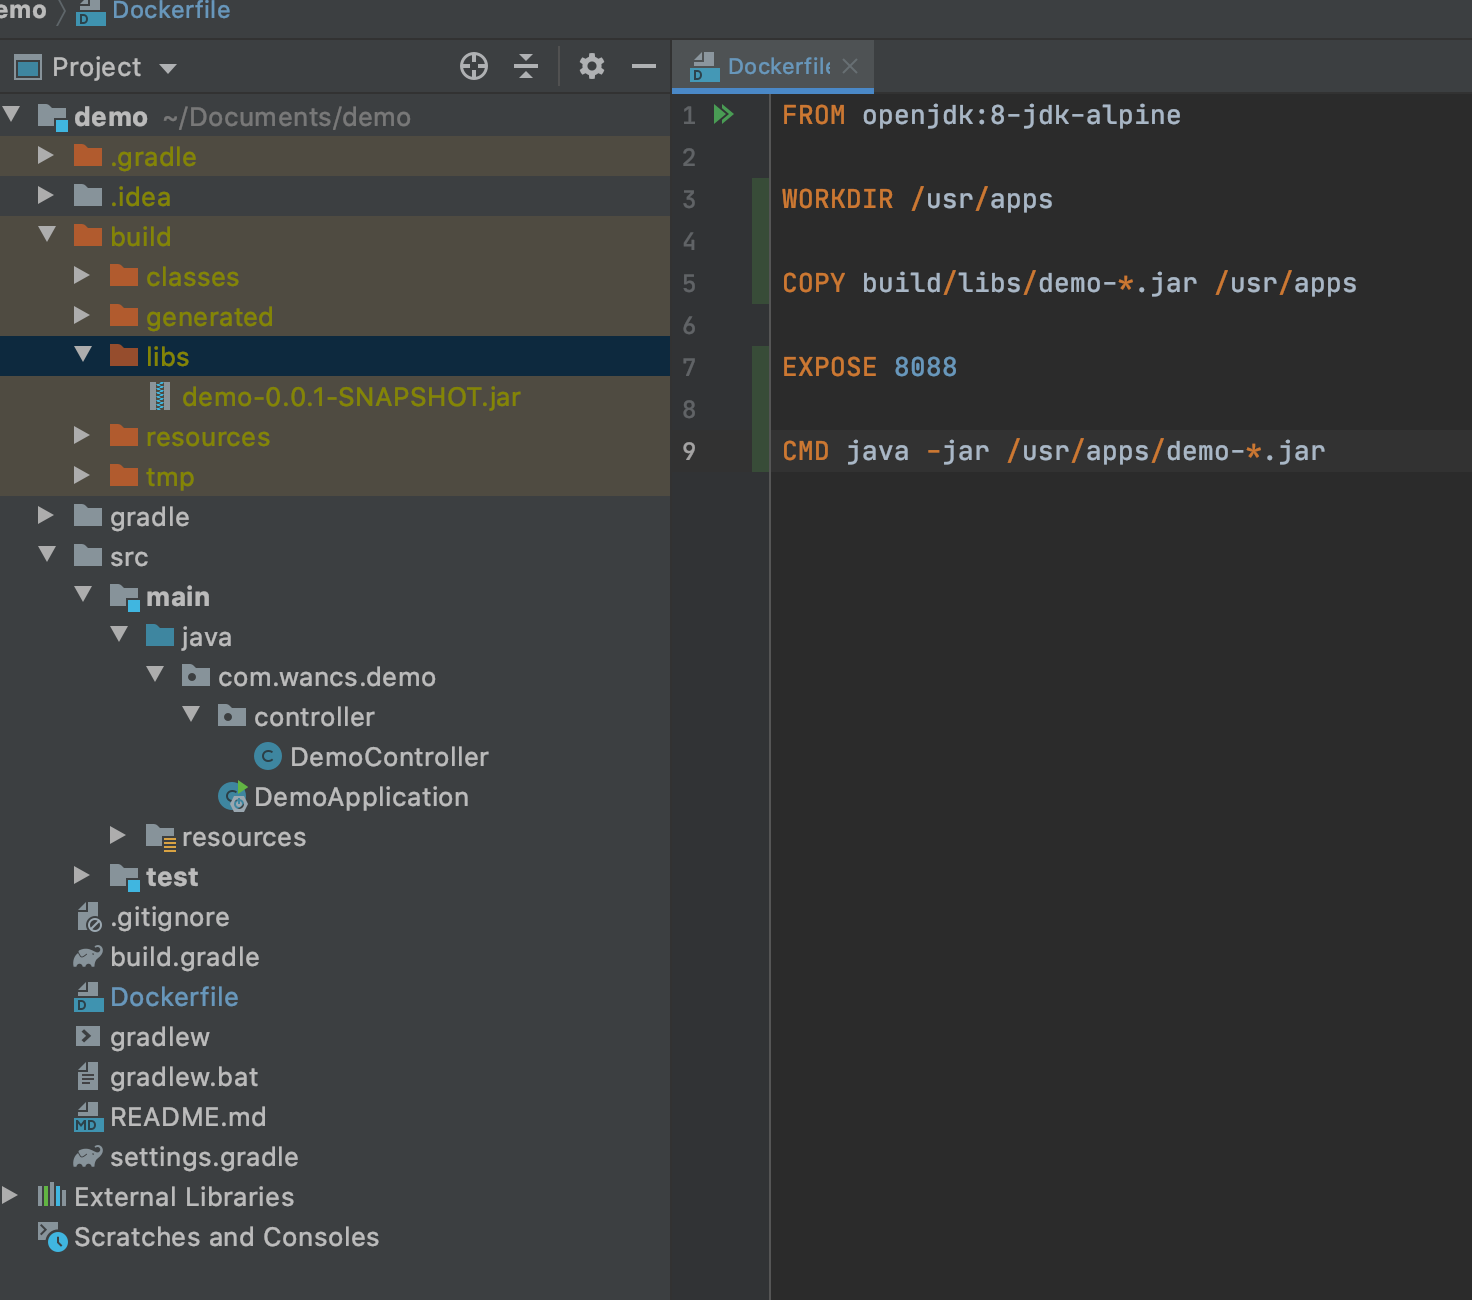 emo Dockerfile
Project
demo ~/Documents/demo
.gradle
.idea
build
classes
generated
libs
demo-0.0.1-SNAPSHOT.jar
resources
tmp
gradle
src
main
java
com.wancs.demo
controller
DemoController
DemoApplication
resources
test
.gitignore
build.gradle
Dockerfile
gradlew
gradlew.bat
README.md
settings.gradle
External Libraries
Scratches and Consoles
Dockerfile
1 FROM openjdk:8-jdk-alpine
2
3 WORKDIR /usr/apps
4
5 COPY build/libs/demo-*.jar /usr/apps
6
7 EXPOSE 8088
8
9 CMD java -jar /usr/apps/demo-*.jar